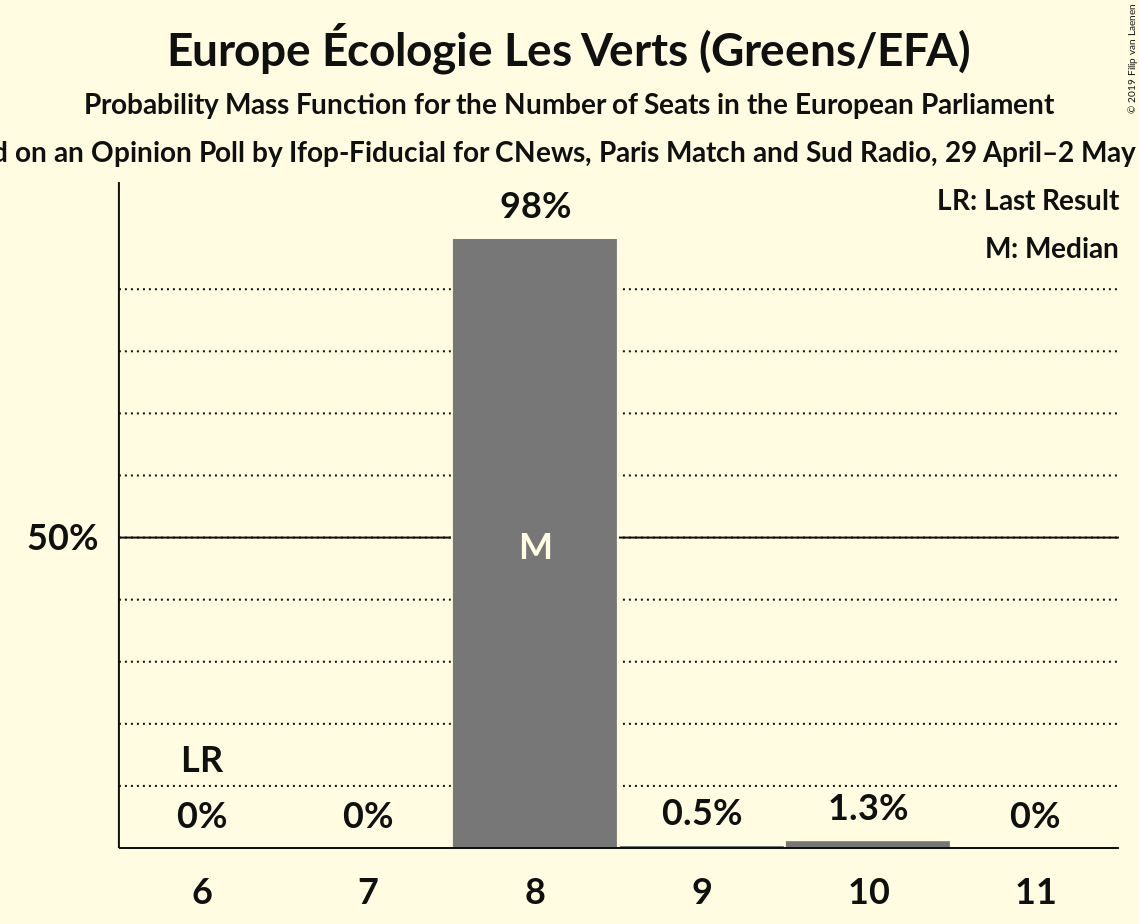 Europe Écologie Les Verts (Greens/EFA)
Probability Mass Function for the Number of Seats in the European Parliament
on an Opinion Poll by Ifop-Fiducial for CNews, Paris Match and Sud Radio, 29 April–2 May
© 2019 Filip van Laenen
LR: Last Result
M: Median
98%
50%
M
LR
0%
0%
0.5%
1.3%
0%
6
7
8
9
10
11